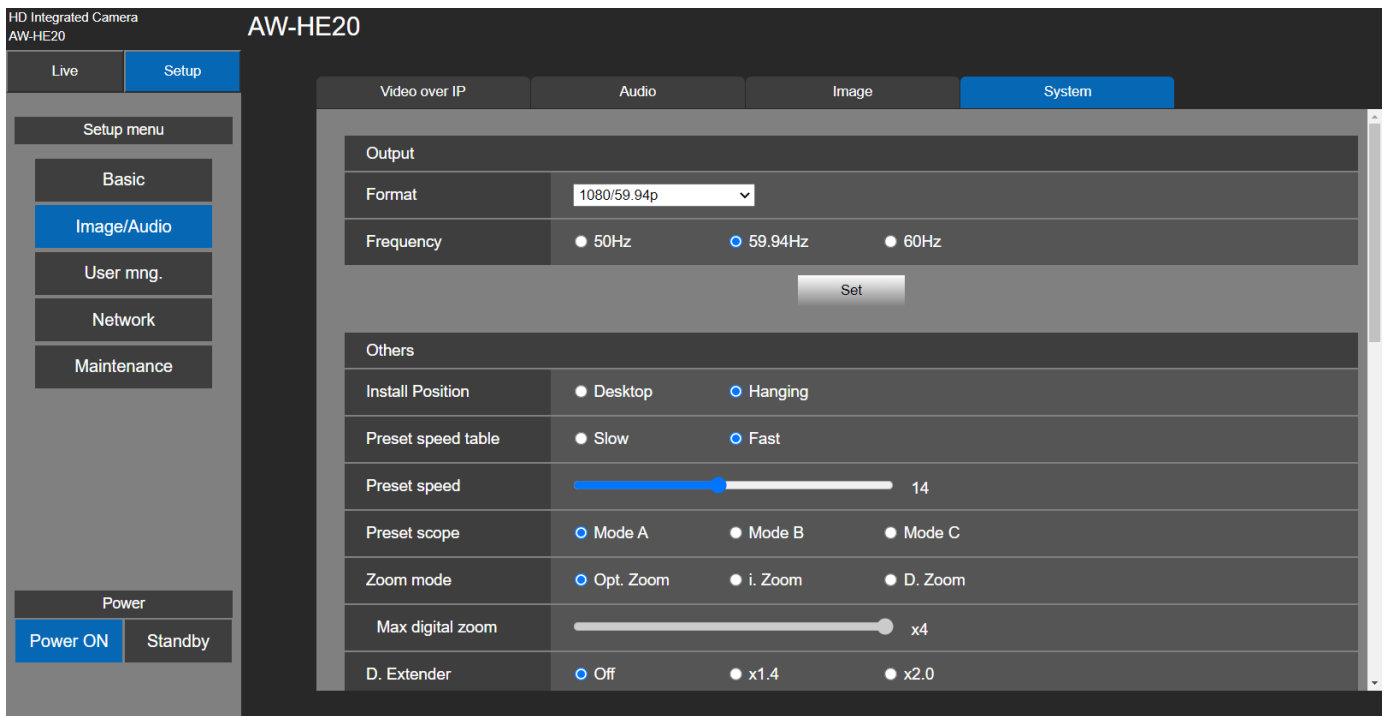 HD Integrated Camera
AW-HE20
AW-HE20
Live Setup
Setup menu
Basic
Image/Audio
User mng.
Network
Maintenance
Power
Power ON Standby
Video over IP Audio Image System
Output
Format 1080/59.94p
Frequency 50Hz 59.94Hz 60Hz
Set
Others
Install Position Desktop Hanging
Preset speed table Slow Fast
Preset speed 14
Preset scope Mode A Mode B Mode C
Zoom mode Opt. Zoom i. Zoom D. Zoom
Max digital zoom x4
D. Extender Off x1.4 x2.0